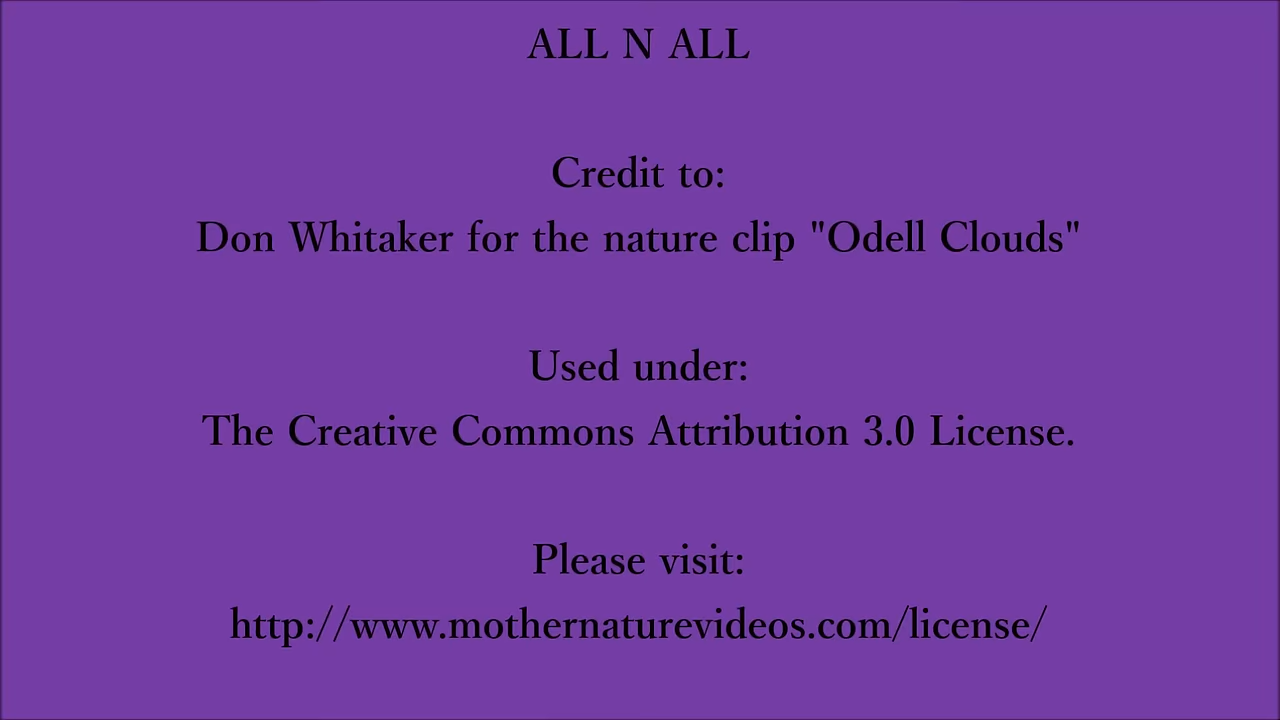 ALL N ALL
Credit to:
Don Whitaker for the nature clip "Odell Clouds"
Used under:
The Creative Commons Attribution 3.0 License.
Please visit:
http://www.mothernaturevideos.com/license/